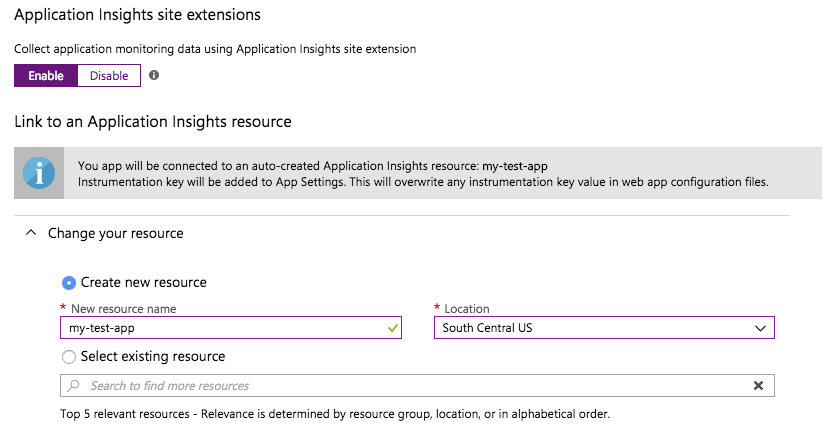 Application Insights site extensions
Collect application monitoring data using Application Insights site extension
Enable Disable
Link to an Application Insights resource
You app will be connected to an auto-created Application Insights resource: my-test-app
Instrumentation key will be added to App Settings. This will overwrite any instrumentation key value in web app configuration files.
Change your resource
Create new resource
* New resource name * Location
my-test-app South Central US
Select existing resource
Search to find more resources
Top 5 relevant resources - Relevance is determined by resource group, location, or in alphabetical order.